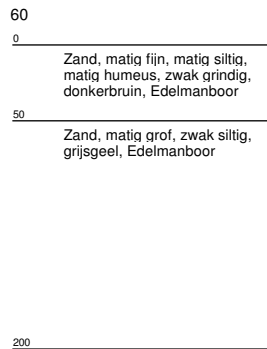 60
0
Zand, matig fijn, matig siltig,
matig humeus, zwak grindig,
donkerbruin, Edelmanboor
50
Zand, matig grof, zwak siltig,
grijsgeel, Edelmanboor
200